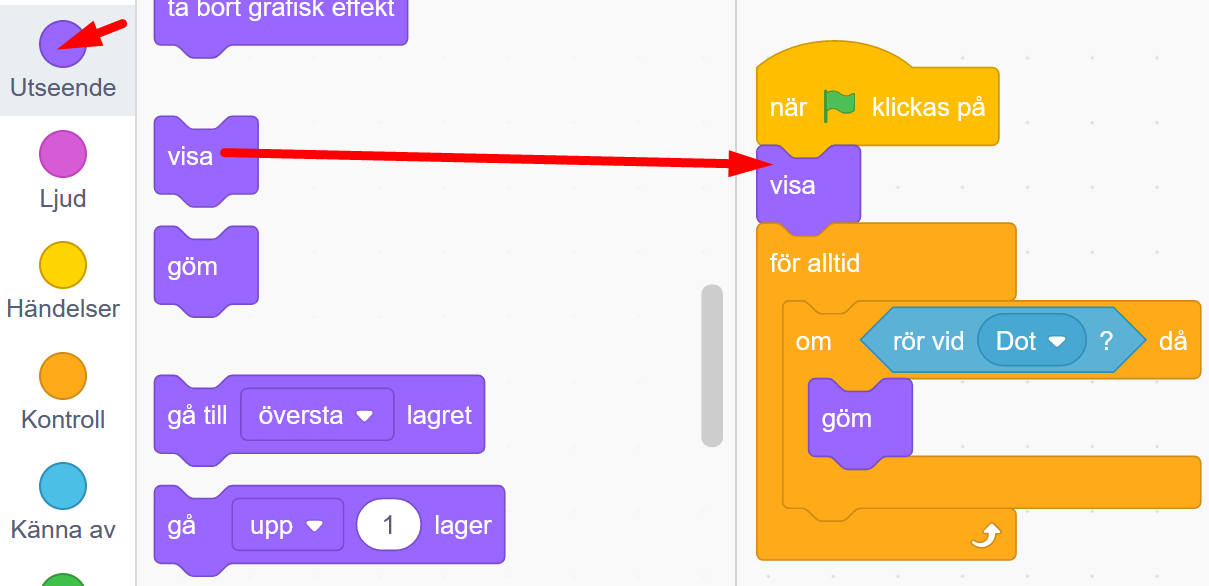 Utseende
Ljud
Händelser
Kontroll
Känna av
ta bort grafisk effekt
visa
göm
gå till översta lagret
gå upp 1 lager
när klickas på
visa
för alltid
om rör vid Dot ? då
göm